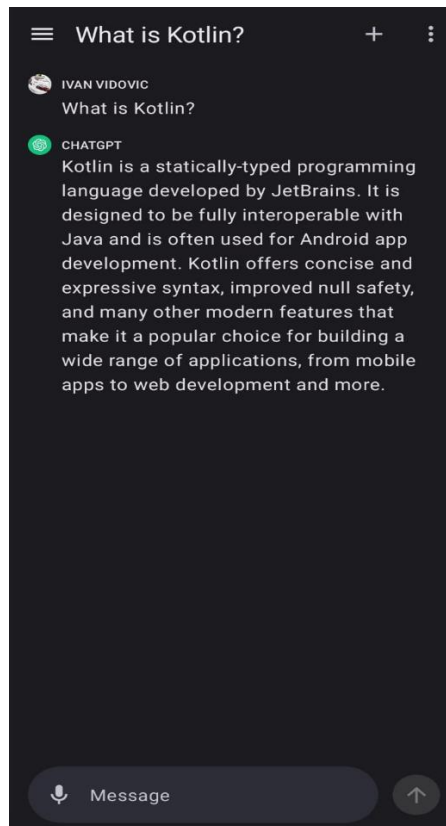 What is Kotlin?
IVAN VIDOVIC
What is Kotlin?
CHATGPT
Kotlin is a statically-typed programming
language developed by JetBrains. It is
designed to be fully interoperable with
Java and is often used for Android app
development. Kotlin offers concise and
expressive syntax, improved null safety,
and many other modern features that
make it a popular choice for building a
wide range of applications, from mobile
apps to web development and more.
Message